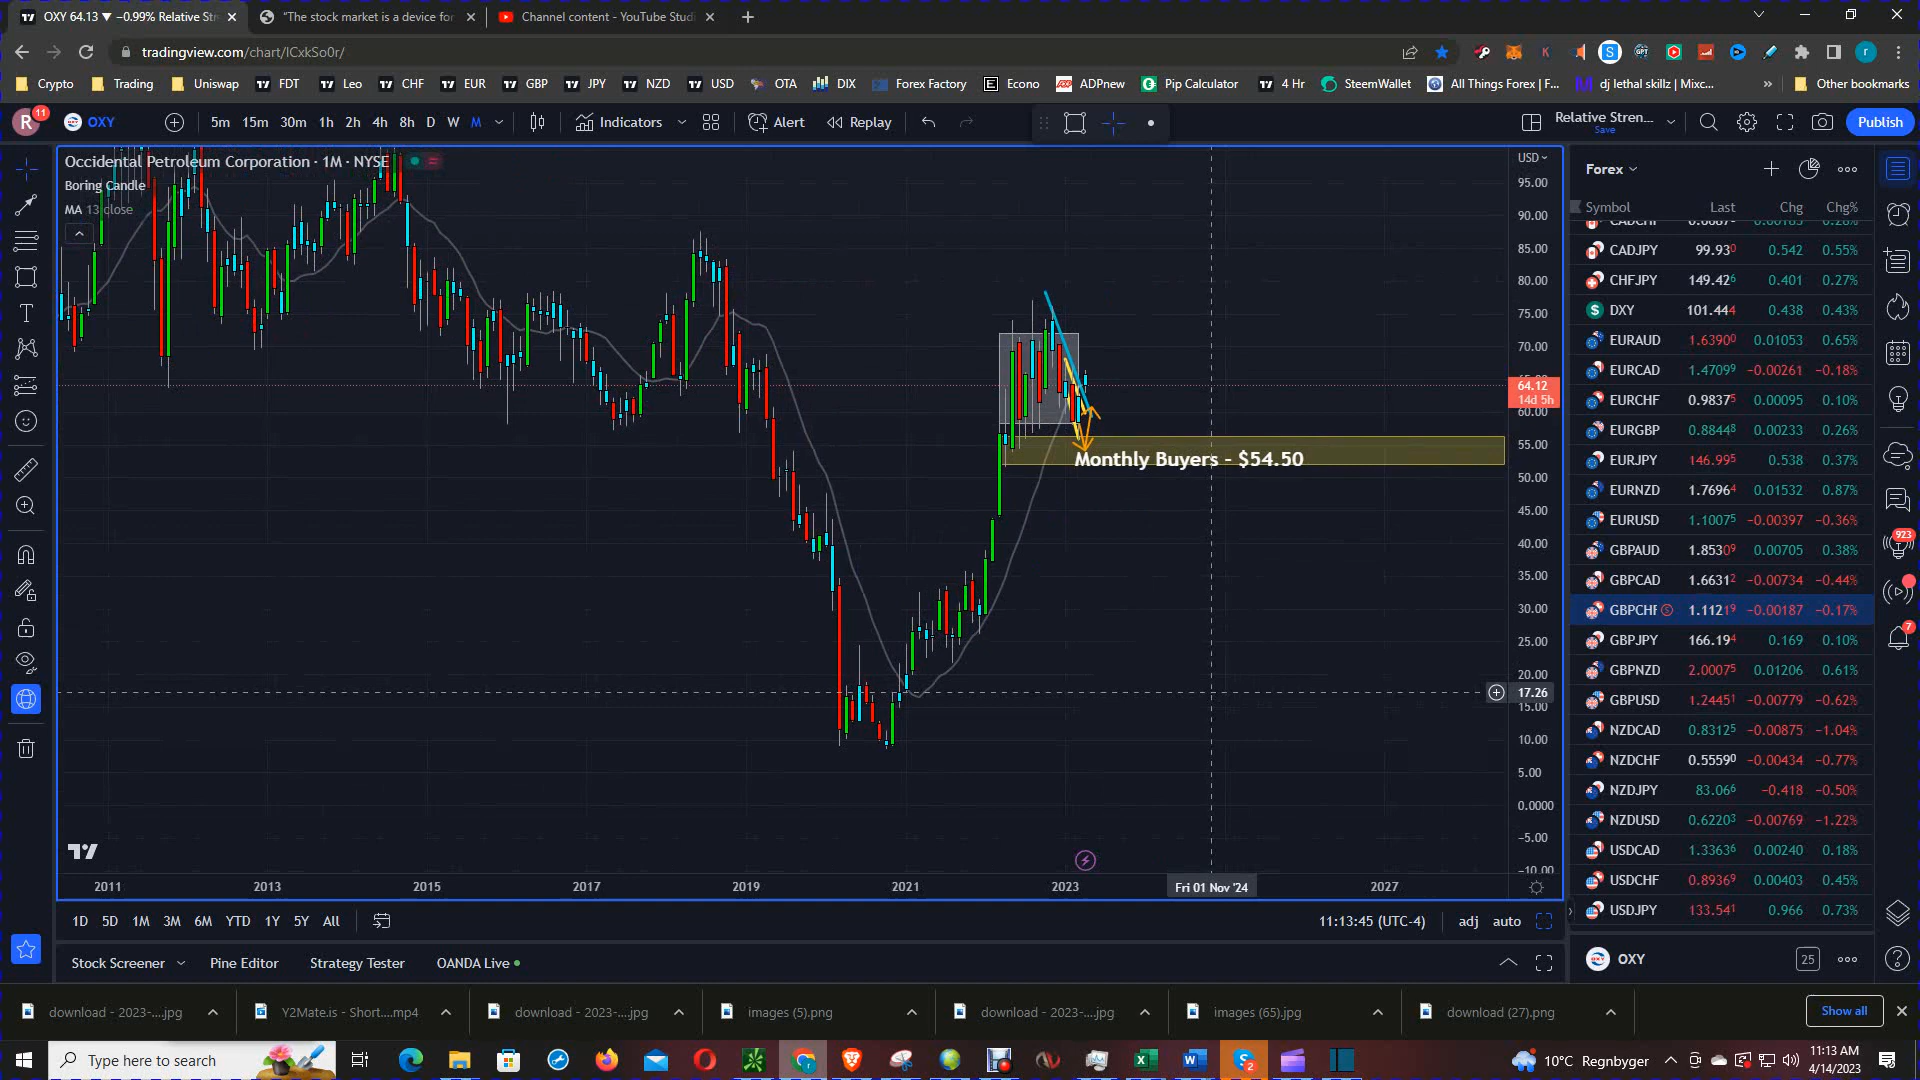 OXY 64.13 ▼ −0.99% Relative Str
"The stock market is a device for
Channel content - YouTube Studi
tradingview.com/chart/lCxkSo0r/
Crypto Trading Uniswap FDT Leo CHF EUR GBP JPY NZD USD OTA DIX Forex Factory Econo ADPnew Pip Calculator 4 Hr SteemWallet All Things Forex | F... dj lethal skillz | Mixc... » Other bookmarks
R 11 OXY 5m 15m 30m 1h 2h 4h 8h D W M Indicators Alert Replay Relative Stren... Save Publish
Occidental Petroleum Corporation · 1M · NYSE
Boring Candle
MA 13 close
USD
95.00
90.00
85.00
80.00
75.00
70.00
64.12
14d 5h
60.00
55.00
50.00
45.00
40.00
35.00
30.00
25.00
20.00
17.26
15.00
10.00
5.00
0.0000
−5.00
−10.00
Monthly Buyers - $54.50
2011 2013 2015 2017 2019 2021 2023 Fri 01 Nov '24 2027
1D 5D 1M 3M 6M YTD 1Y 5Y All 11:13:45 (UTC-4) adj auto
Stock Screener Pine Editor Strategy Tester OANDA Live
Forex
Symbol Last Chg Chg%
CADJPY 99.930 0.542 0.55%
CHFJPY 149.426 0.401 0.27%
DXY 101.444 0.438 0.43%
EURAUD 1.63900 0.01053 0.65%
EURCAD 1.47099 −0.00261 −0.18%
EURCHF 0.98375 0.00095 0.10%
EURGBP 0.88448 0.00233 0.26%
EURJPY 146.995 0.538 0.37%
EURNZD 1.76964 0.01532 0.87%
EURUSD 1.10075 −0.00397 −0.36%
GBPAUD 1.85309 0.00705 0.38%
GBPCAD 1.66312 −0.00734 −0.44%
GBPCHF 1.11219 −0.00187 −0.17%
GBPJPY 166.194 0.169 0.10%
GBPNZD 2.00075 0.01206 0.61%
GBPUSD 1.24451 −0.00779 −0.62%
NZDCAD 0.83125 −0.00875 −1.04%
NZDCHF 0.55590 −0.00434 −0.77%
NZDJPY 83.066 −0.418 −0.50%
NZDUSD 0.62203 −0.00769 −1.22%
USDCAD 1.33636 0.00240 0.18%
USDCHF 0.89369 0.00403 0.45%
USDJPY 133.541 0.966 0.73%
OXY 25
923
7
download - 2023-....jpg Y2Mate.is - Short....mp4 download - 2023-....jpg images (5).png download - 2023-....jpg images (65).jpg download (27).png Show all
Type here to search 10°C Regnbyger 11:13 AM
4/14/2023